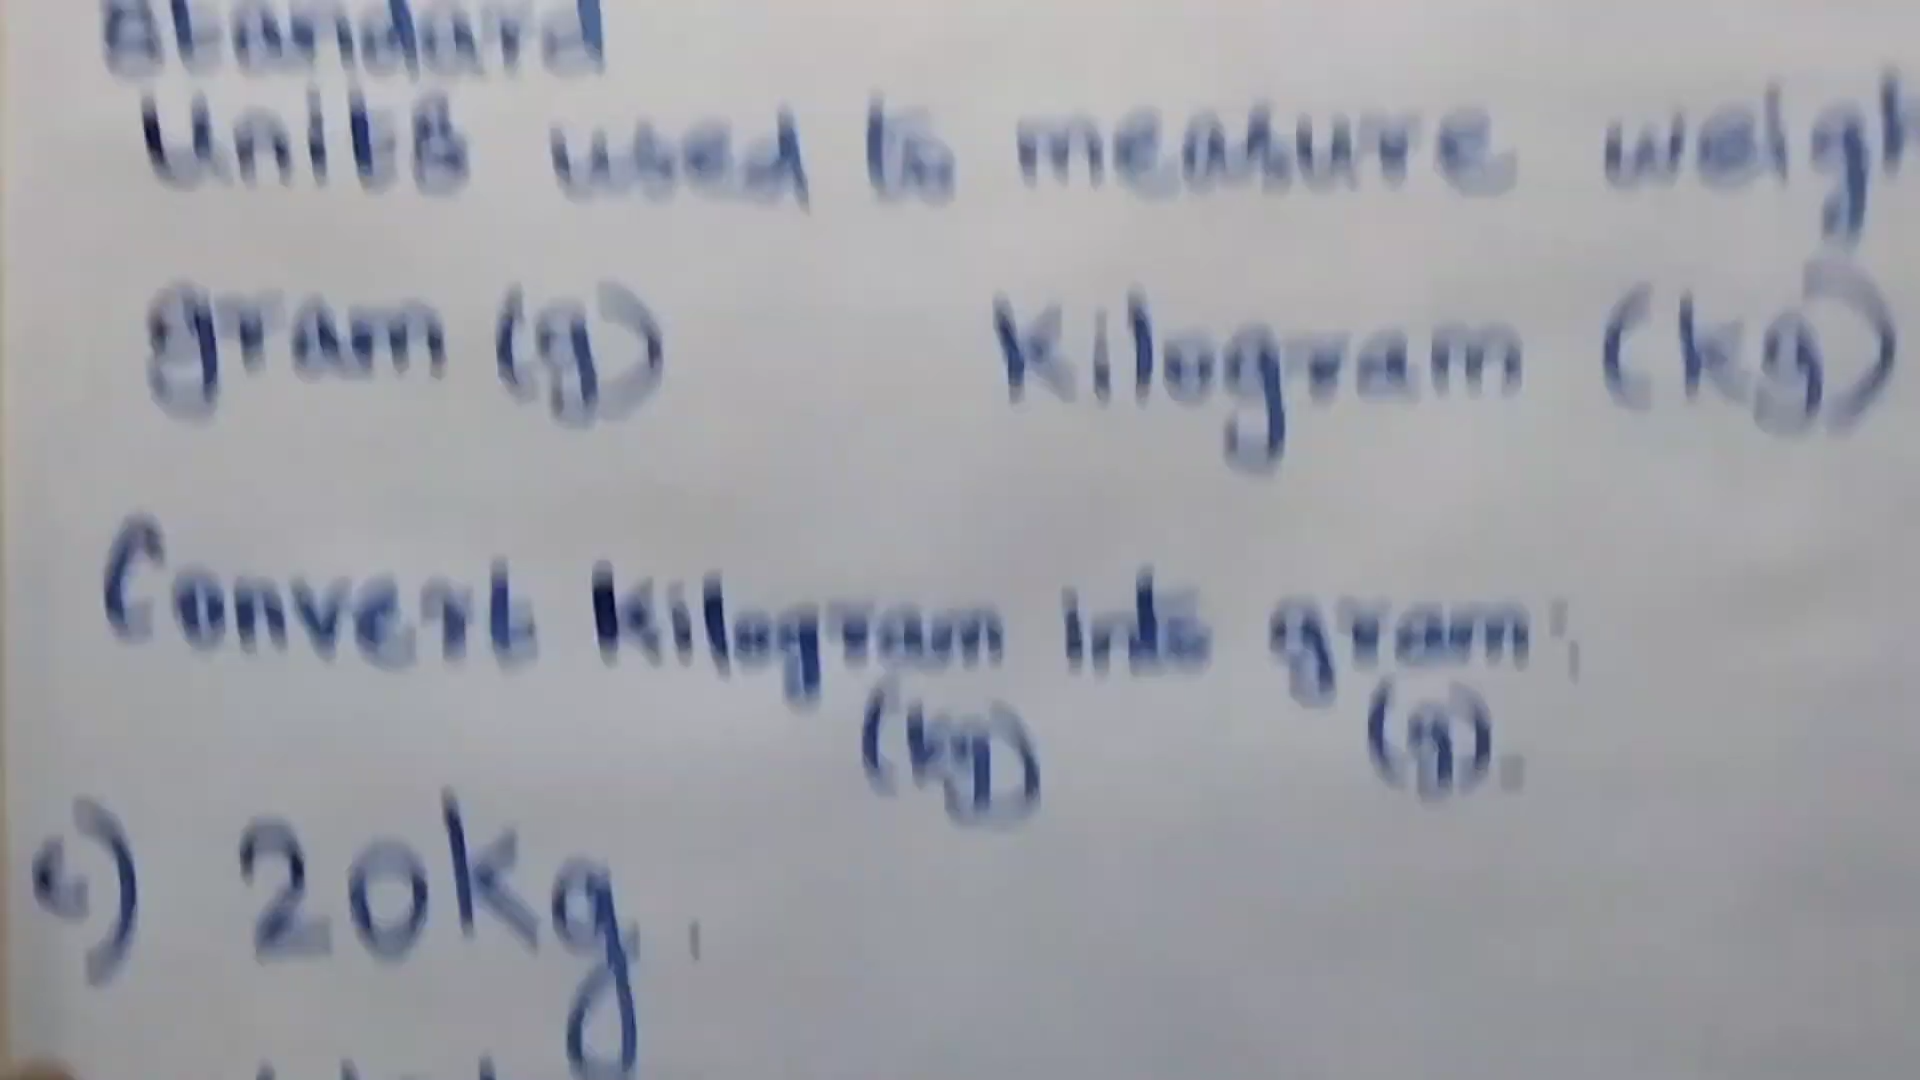 Standard
Units used to measure weigh
gram (g) Kilogram (kg)
Convert Kilogram into gram:
(kg) (g).
20kg.